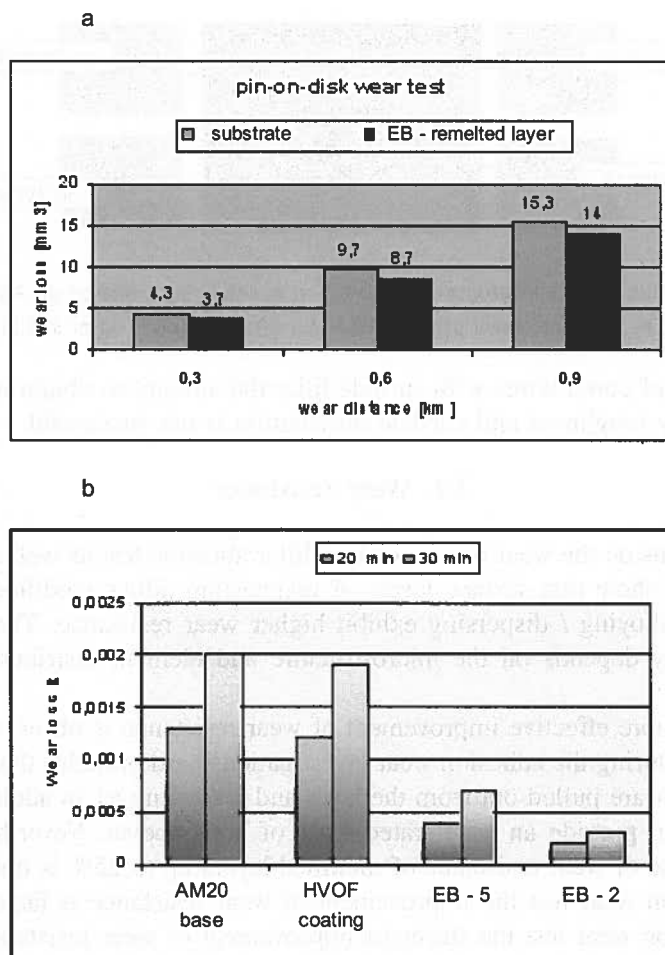 a
pin-on-disk wear test
substrate EB - remelted layer
wear loss [mm 3]
20
15
10
5
0
4,3
3,7
9,7
8,7
15,3
14
0,3 0,6 0,9
wear distance [km]
b
20 min 30 min
Wear loss
0,0025
0,002
0,0015
0,001
0,0005
0
AM20 HVOF EB - 5 EB - 2
base coating